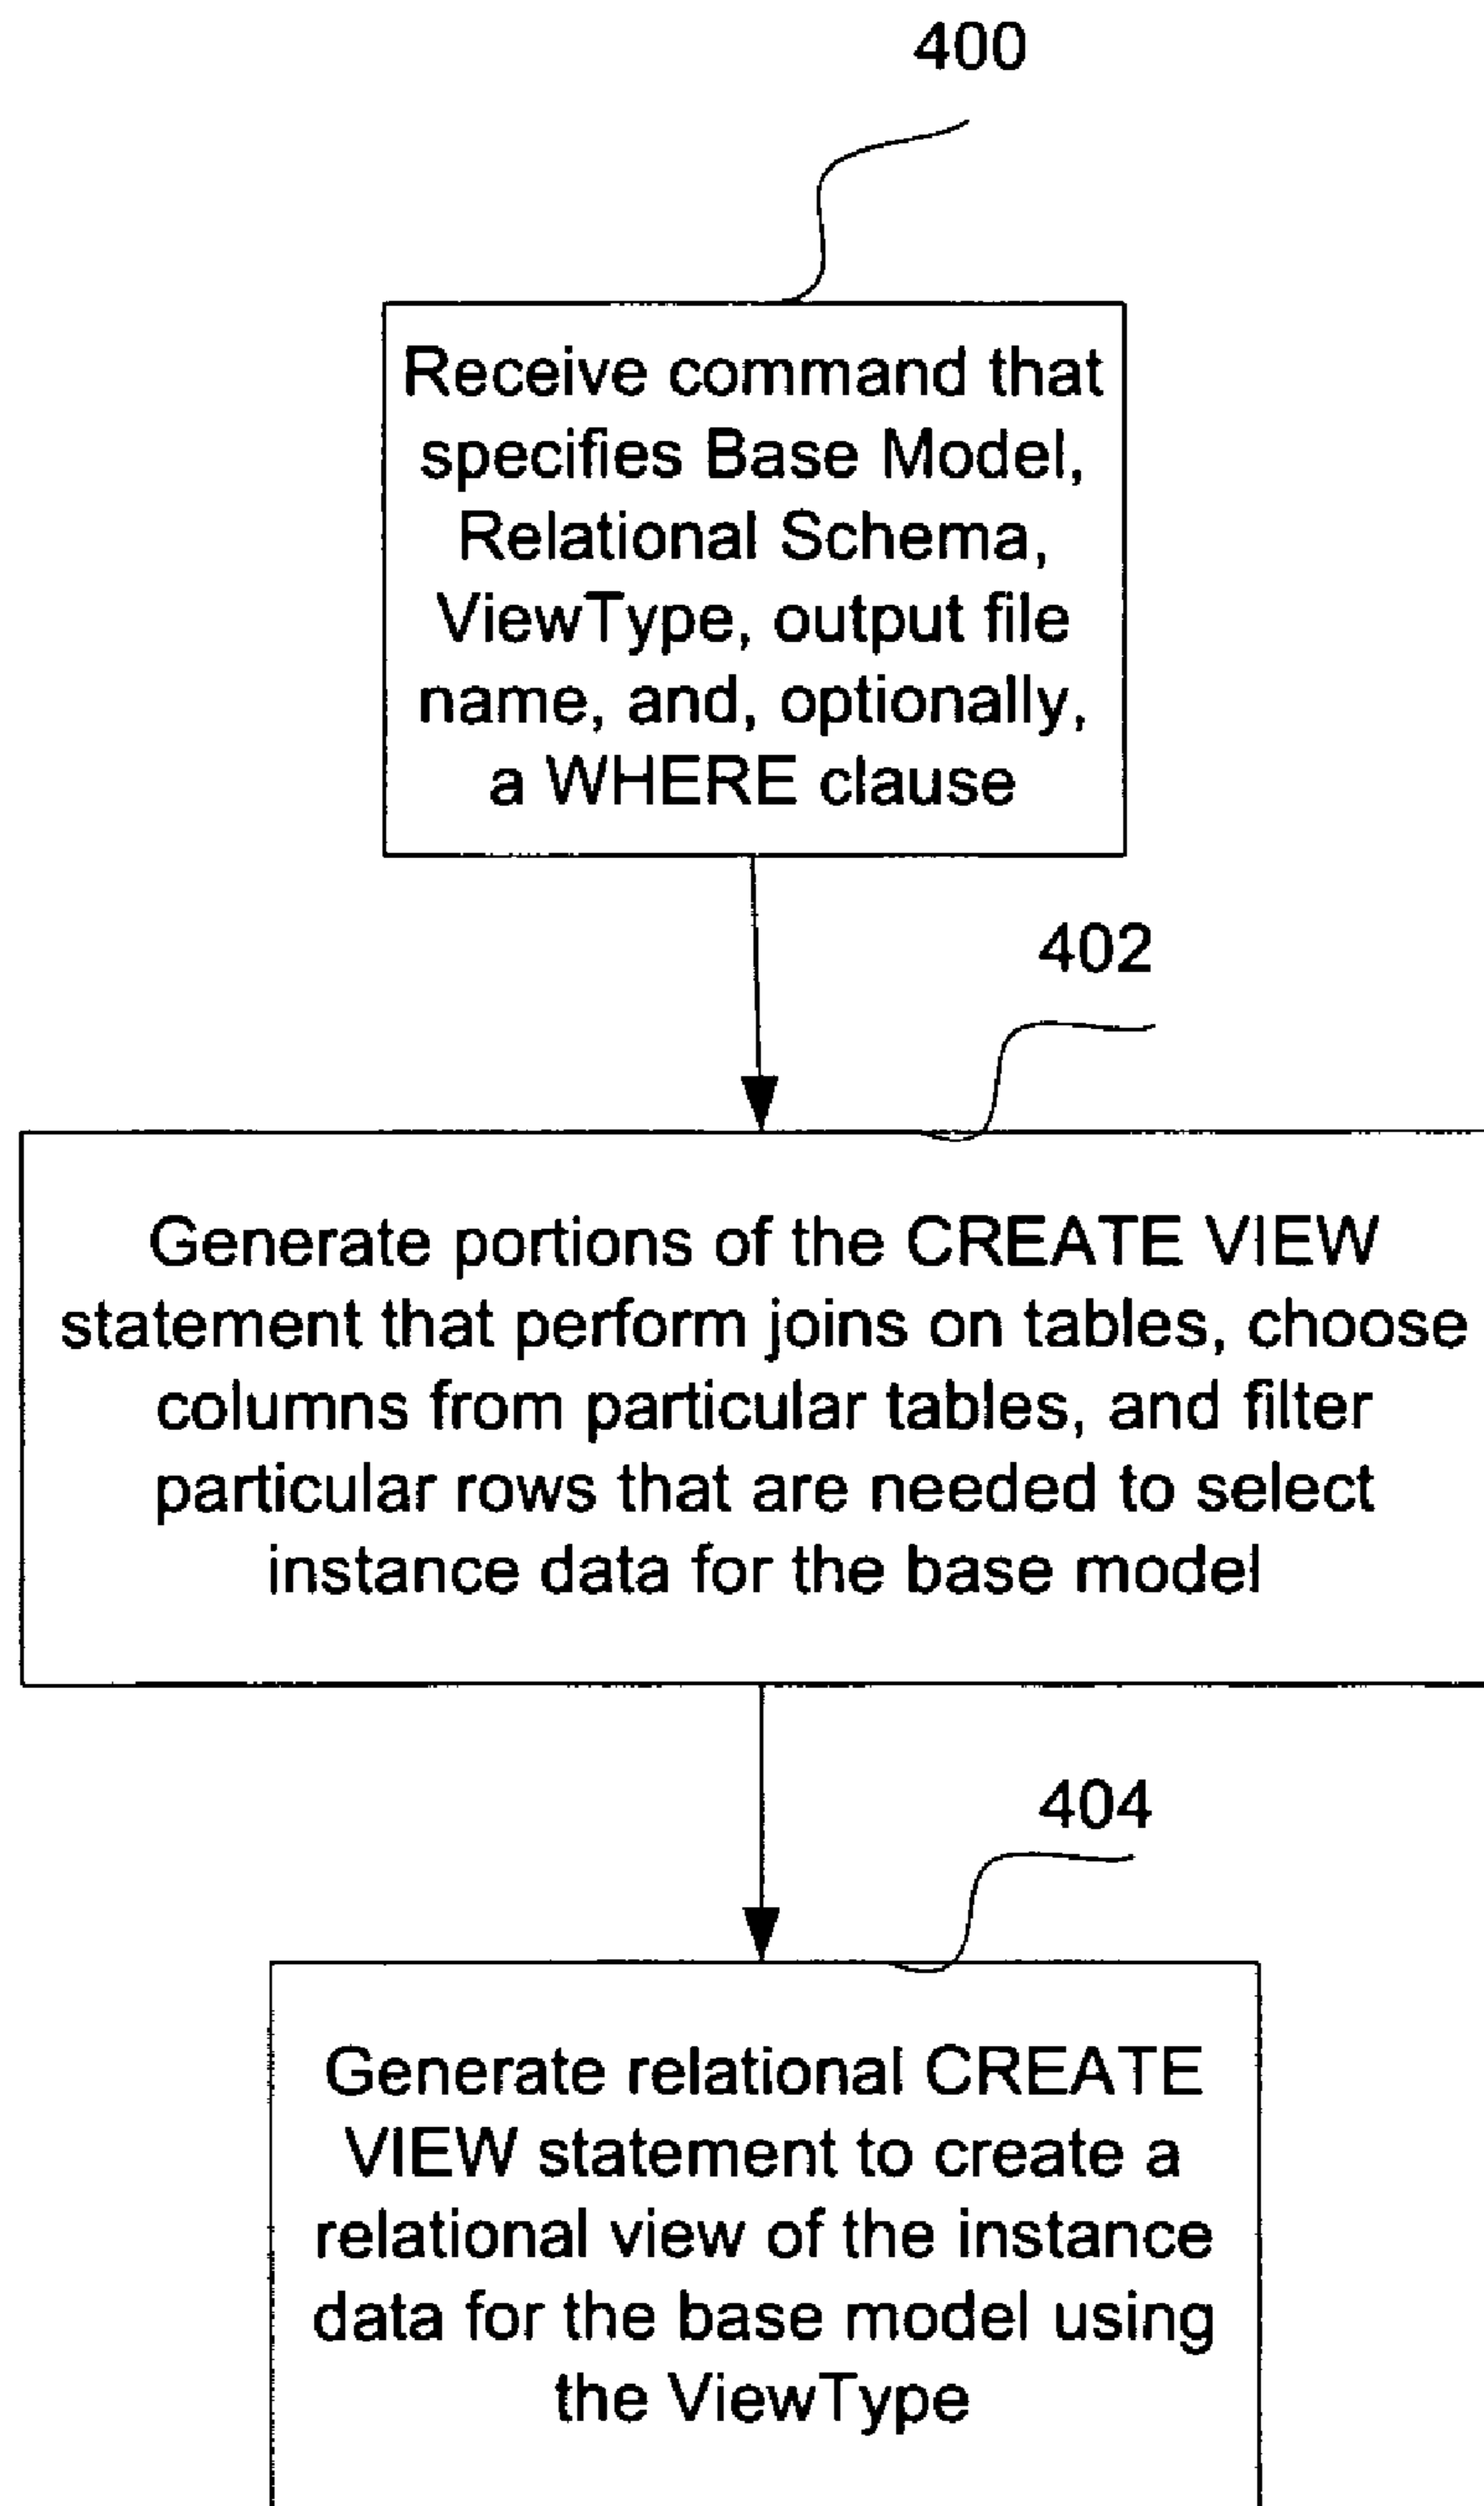 400
Receive command that
specifies Base Model,
Relational Schema,
ViewType, output file
name, and, optionally,
a WHERE clause
402
Generate portions of the CREATE VIEW
statement that perform joins on tables, choose
columns from particular tables, and filter
particular rows that are needed to select
instance data for the base model
404
Generate relational CREATE
VIEW statement to create a
relational view of the instance
data for the base model using
the ViewType